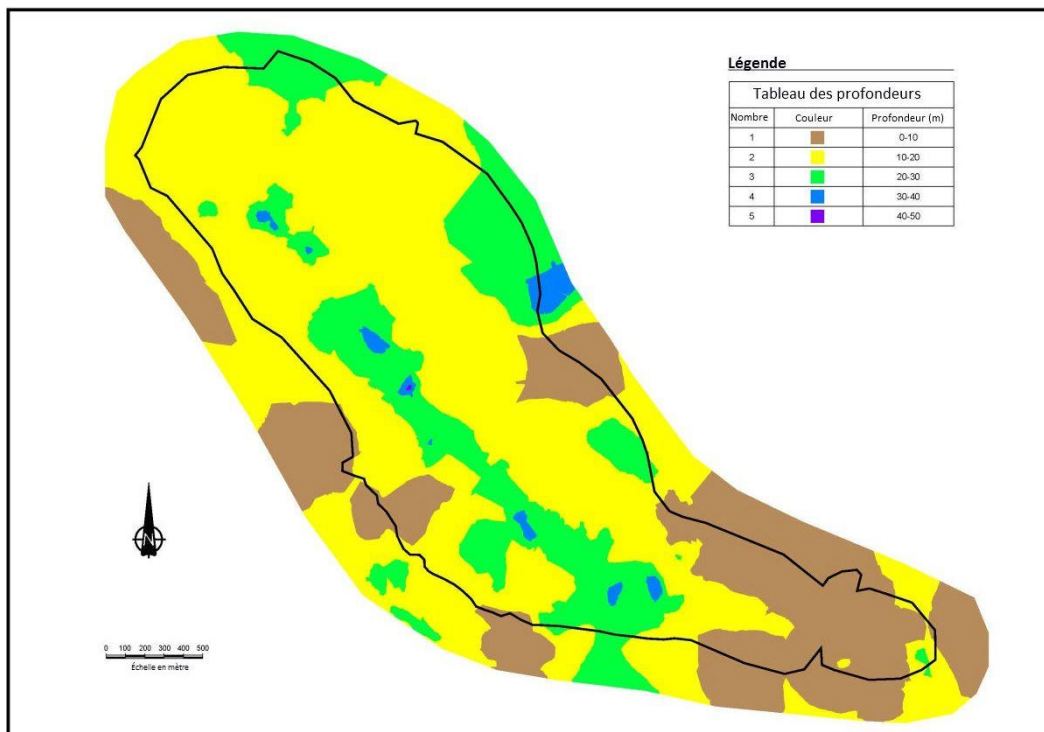 Légende
Tableau des profondeurs
Nombre Couleur Profondeur (m)
1 0-10
2 10-20
3 20-30
4 30-40
5 40-50
N
0 100 200 300 400 500
Échelle en mètre